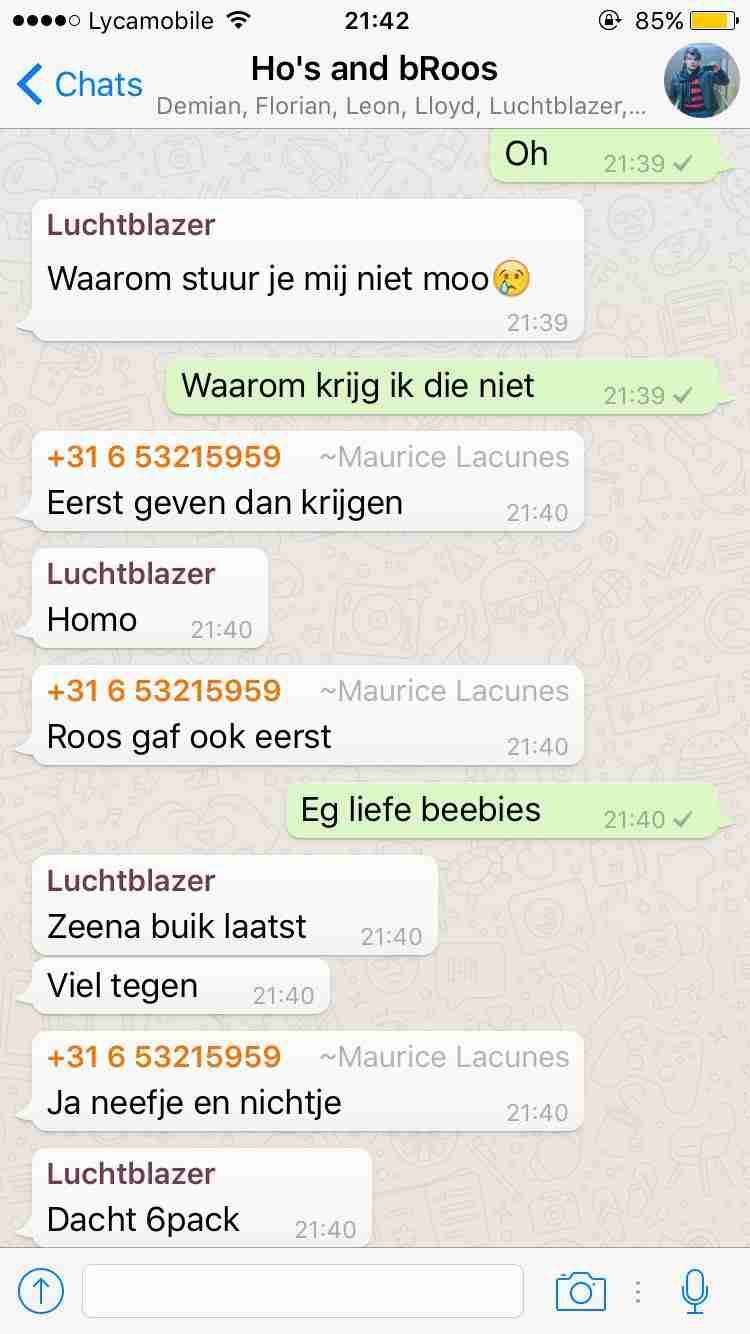 Lycamobile 21:42 85%
Chats Ho's and bRoos
Demian, Florian, Leon, Lloyd, Luchtblazer,...
Oh 21:39
Luchtblazer
Waarom stuur je mij niet moo😢
21:39
Waarom krijg ik die niet 21:39
+31 6 53215959 ~Maurice Lacunes
Eerst geven dan krijgen 21:40
Luchtblazer
Homo 21:40
+31 6 53215959 ~Maurice Lacunes
Roos gaf ook eerst 21:40
Eg liefe beebies 21:40
Luchtblazer
Zeena buik laatst 21:40
Viel tegen 21:40
+31 6 53215959 ~Maurice Lacunes
Ja neefje en nichtje 21:40
Luchtblazer
Dacht 6pack 21:40